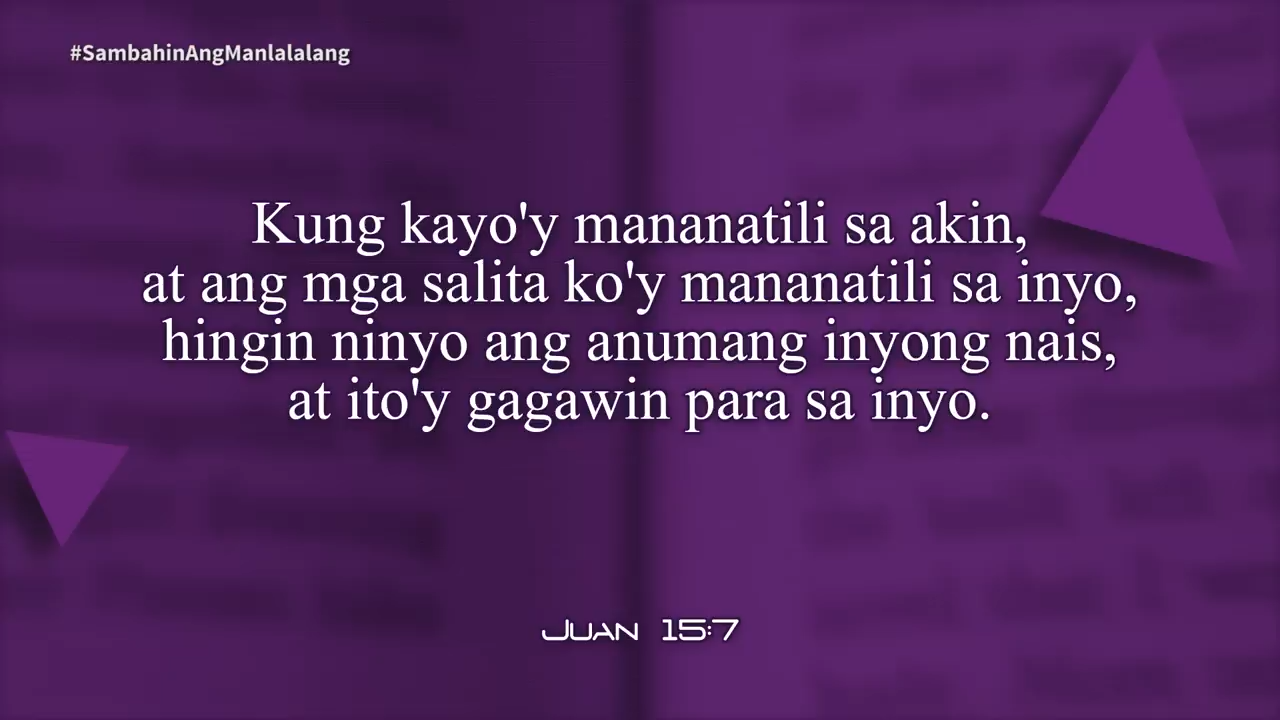 #SambahinAngManlalalang
Kung kayo'y mananatili sa akin,
at ang mga salita ko'y mananatili sa inyo,
hingin ninyo ang anumang inyong nais,
at ito'y gagawin para sa inyo.
Juan 15:7